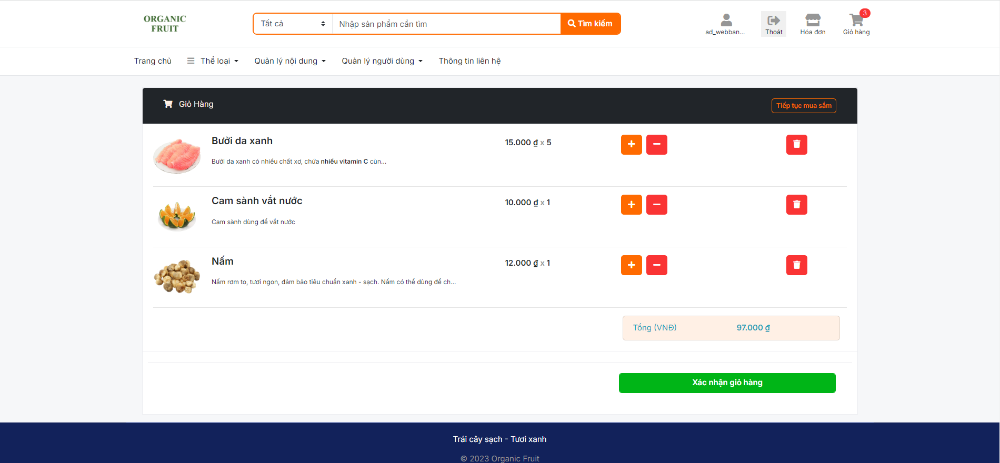 ORGANIC
FRUIT
Tất cả
Nhập sản phẩm cần tìm
Tìm kiếm
ad_webban...
Thoát
Hóa đơn
3
Giỏ hàng
Trang chủ
Thể loại
Quản lý nội dung
Quản lý người dùng
Thông tin liên hệ
Giỏ Hàng
Tiếp tục mua sắm
Bưởi da xanh
15.000 ₫ x 5
Bưởi da xanh có nhiều chất xơ, chứa nhiều vitamin C cùn...
Cam sành vắt nước
10.000 ₫ x 1
Cam sành dùng để vắt nước
Nấm
12.000 ₫ x 1
Nấm rơm to, tươi ngon, đảm bảo tiêu chuẩn xanh - sạch. Nấm có thể dùng để ch...
Tổng (VNĐ) 97.000 ₫
Xác nhận giỏ hàng
Trái cây sạch - Tươi xanh
© 2023 Organic Fruit